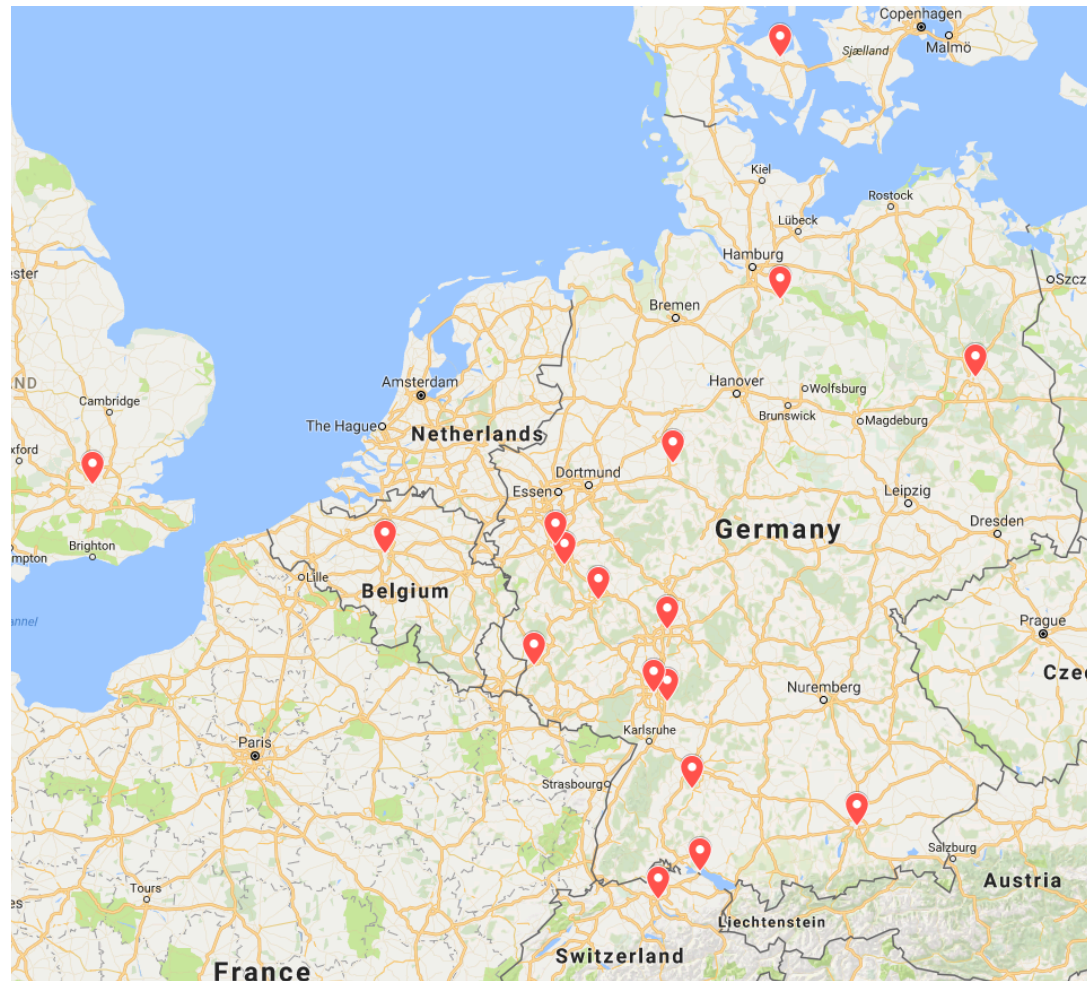 Copenhagen
Malmö
Sjælland
Kiel
Rostock
Lübeck
Hamburg
Szcz
ester
Bremen
Amsterdam
Hanover
Wolfsburg
AND
Cambridge
Brunswick
Magdeburg
The Hague
Netherlands
xford
Dortmund
Essen
Leipzig
Germany
Dresden
Brighton
mpton
Lille
Belgium
annel
Prague
Czec
Nuremberg
Karlsruhe
Paris
Strasbourg
Salzburg
Tours
Austria
Liechtenstein
Switzerland
France